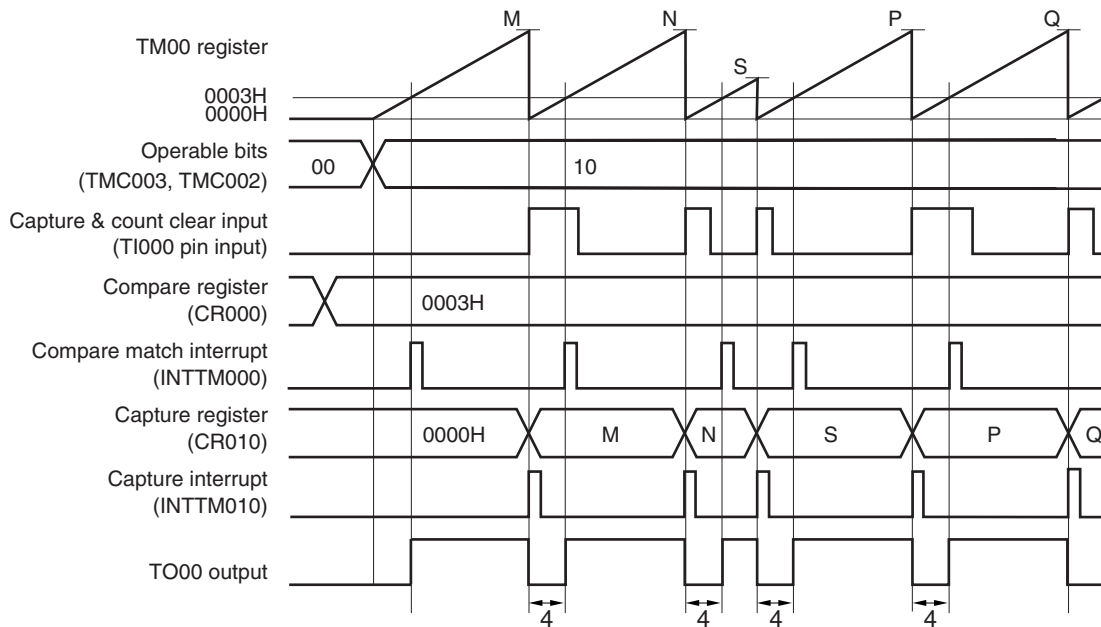 M N S P Q
TM00 register
0003H
0000H
Operable bits
(TMC003, TMC002)
00 10
Capture & count clear input
(TI000 pin input)
Compare register
(CR000)
0003H
Compare match interrupt
(INTTM000)
Capture register
(CR010)
0000H M N S P Q
Capture interrupt
(INTTM010)
TO00 output
4 4 4 4